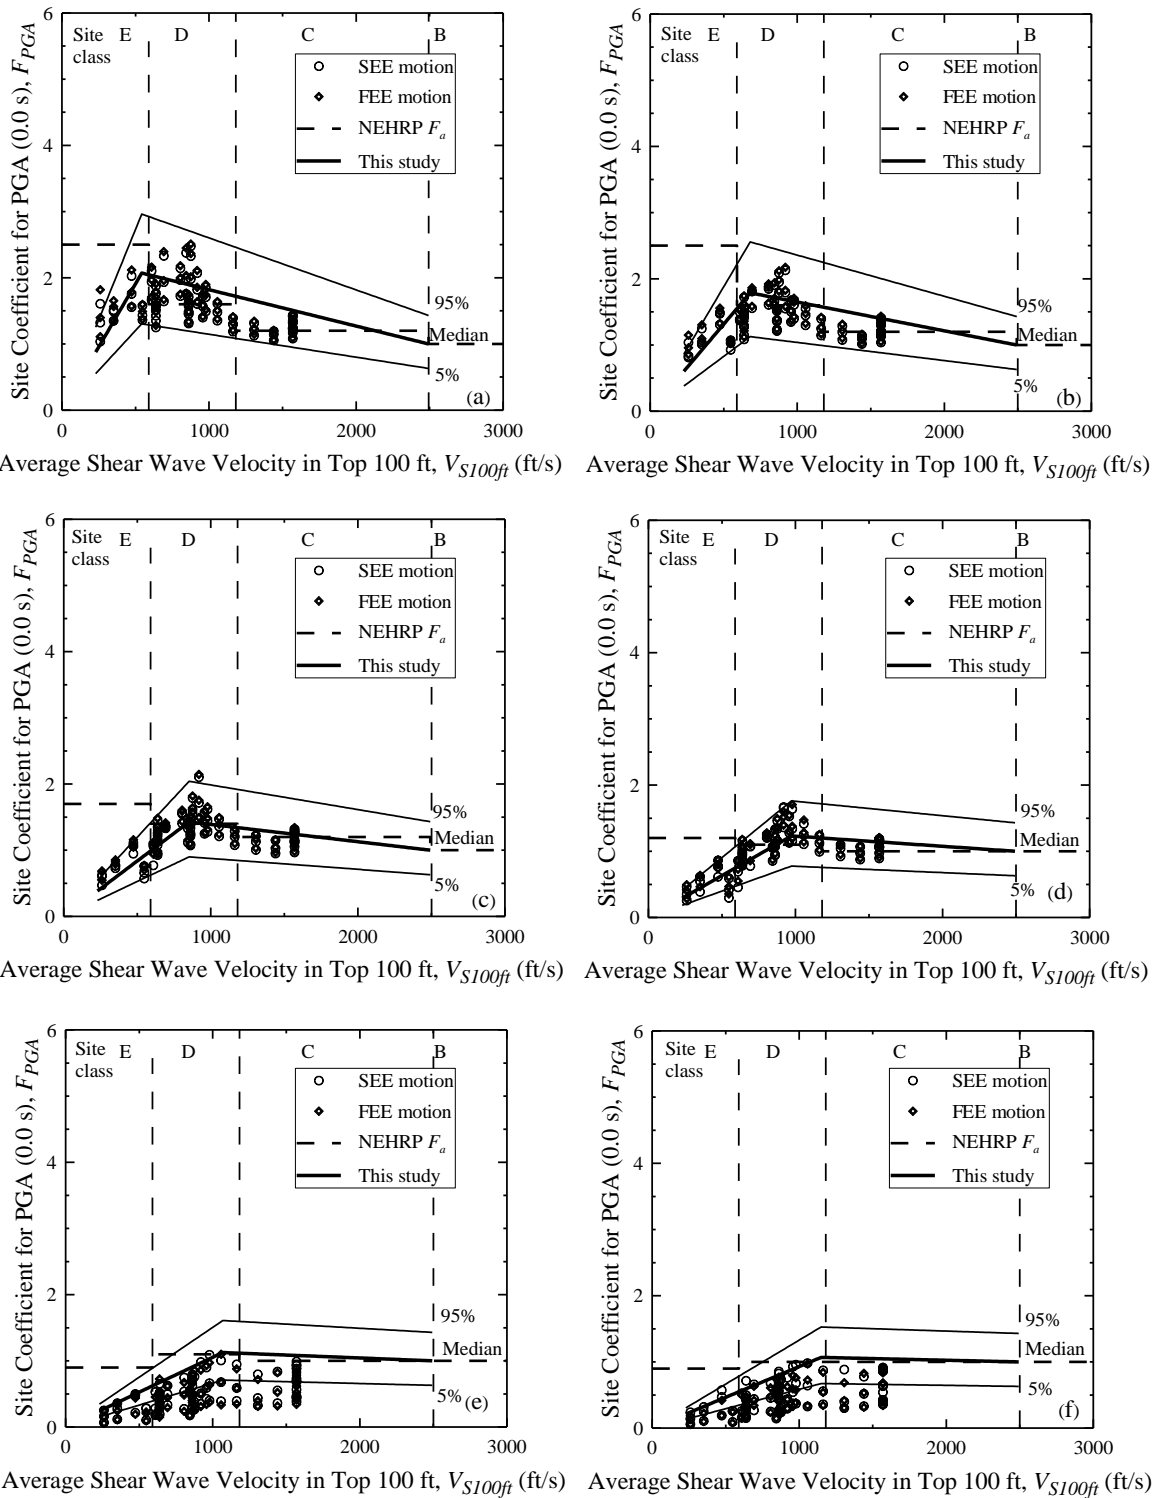 Site Coefficient for PGA (0.0 s), F_PGA
6
4
2
0
Site class E D C B
SEE motion
FEE motion
NEHRP F_a
This study
95%
Median
5%
(a)
0 1000 2000 3000
Average Shear Wave Velocity in Top 100 ft, V_S100ft (ft/s)
Site Coefficient for PGA (0.0 s), F_PGA
6
4
2
0
Site class E D C B
SEE motion
FEE motion
NEHRP F_a
This study
95%
Median
5%
(b)
0 1000 2000 3000
Average Shear Wave Velocity in Top 100 ft, V_S100ft (ft/s)
Site Coefficient for PGA (0.0 s), F_PGA
6
4
2
0
Site class E D C B
SEE motion
FEE motion
NEHRP F_a
This study
95%
Median
5%
(c)
0 1000 2000 3000
Average Shear Wave Velocity in Top 100 ft, V_S100ft (ft/s)
Site Coefficient for PGA (0.0 s), F_PGA
6
4
2
0
Site class E D C B
SEE motion
FEE motion
NEHRP F_a
This study
95%
Median
5%
(d)
0 1000 2000 3000
Average Shear Wave Velocity in Top 100 ft, V_S100ft (ft/s)
Site Coefficient for PGA (0.0 s), F_PGA
6
4
2
0
Site class E D C B
SEE motion
FEE motion
NEHRP F_a
This study
95%
Median
5%
(e)
0 1000 2000 3000
Average Shear Wave Velocity in Top 100 ft, V_S100ft (ft/s)
Site Coefficient for PGA (0.0 s), F_PGA
6
4
2
0
Site class E D C B
SEE motion
FEE motion
NEHRP F_a
This study
95%
Median
5%
(f)
0 1000 2000 3000
Average Shear Wave Velocity in Top 100 ft, V_S100ft (ft/s)